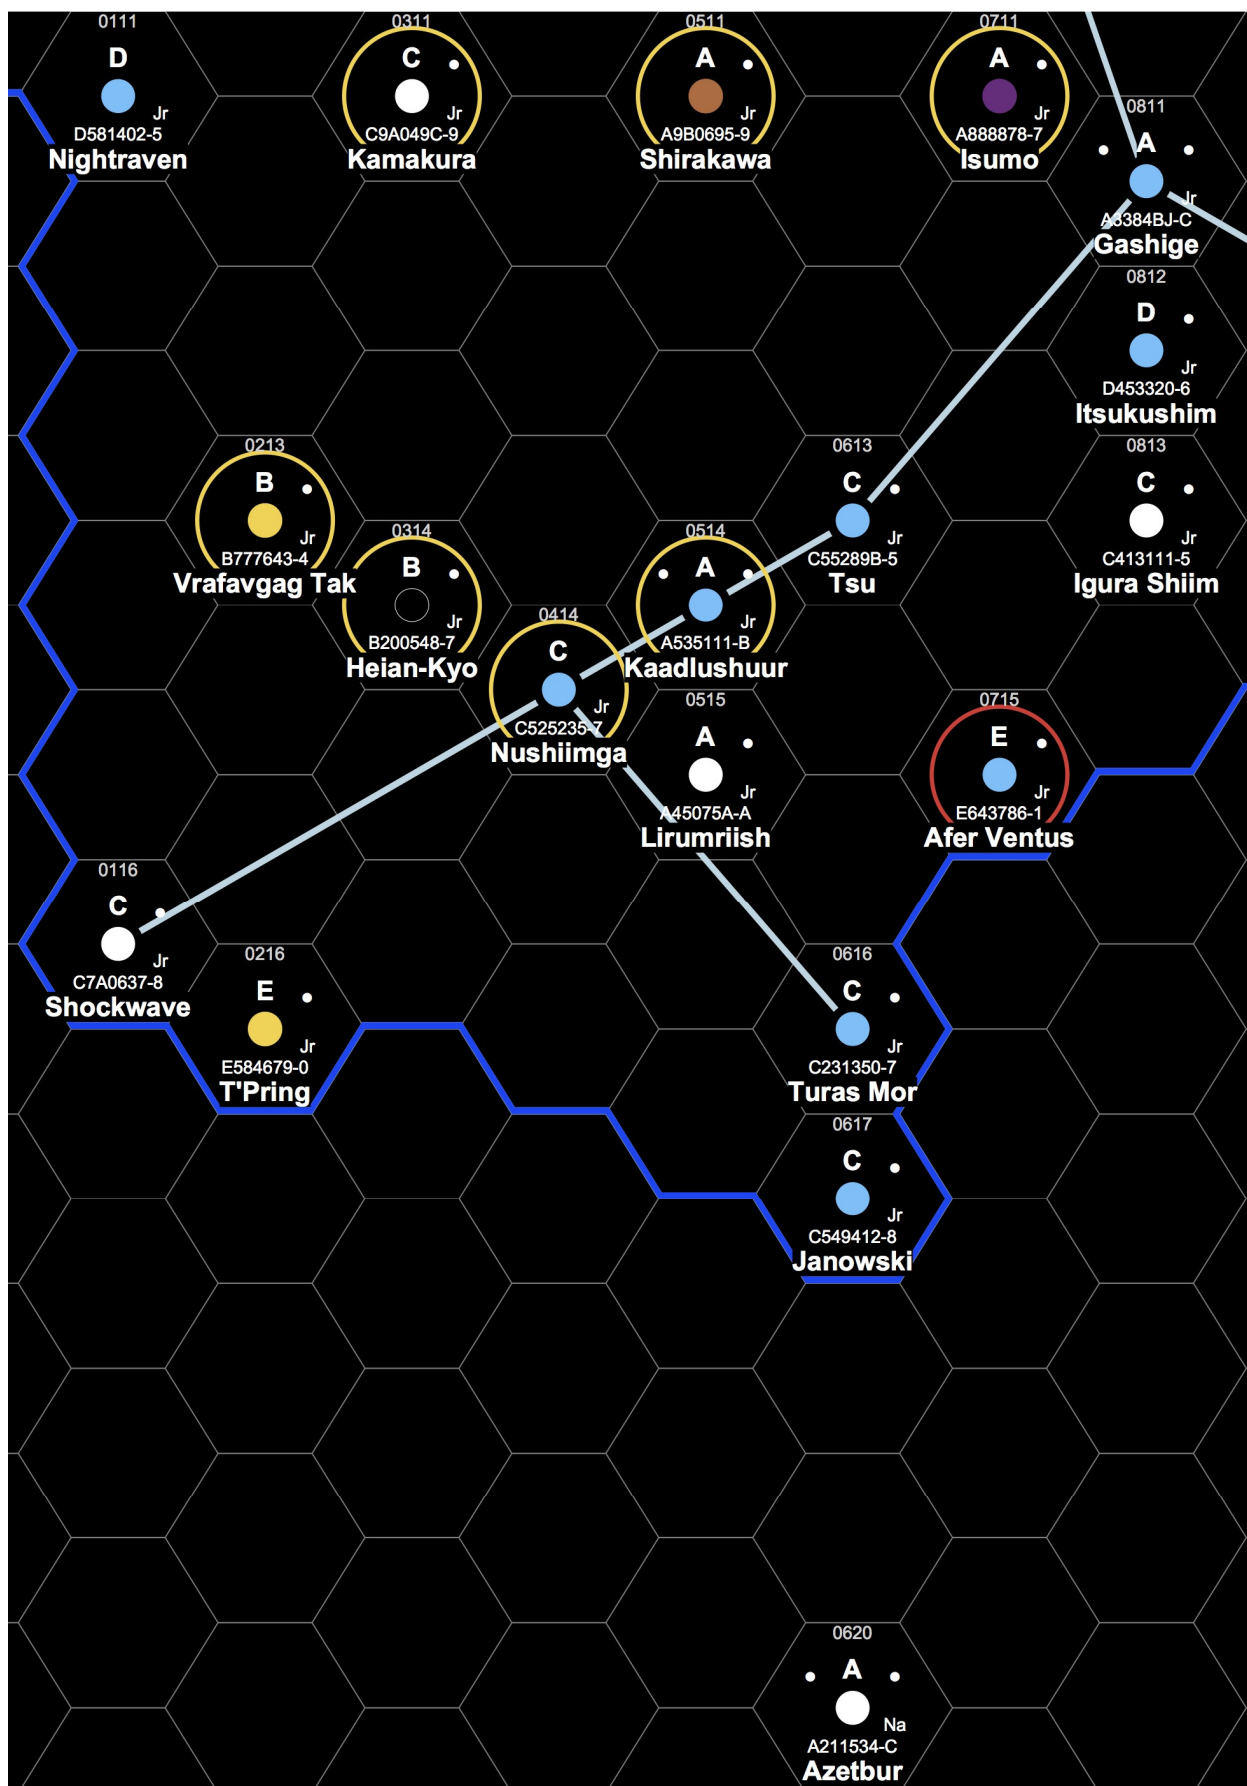 0111
D
Jr
D581402-5
Nightraven
0311
C
Jr
C9A049C-9
Kamakura
0511
A
Jr
A9B0695-9
Shirakawa
0711
A
Jr
A888878-7
Isumo
0811
A
Jr
A3384BJ-C
Gashige
0812
D
Jr
D453320-6
Itsukushim
0213
B
Jr
B777643-4
Vrafavgag Tak
0613
C
Jr
C55289B-5
Tsu
0813
C
Jr
C413111-5
Igura Shiim
0314
B
Jr
B200548-7
Heian-Kyo
0514
A
Jr
A535111-B
Kaadlushuur
0414
C
Jr
C525235-7
Nushiimga
0515
A
Jr
A45075A-A
Lirumriish
0715
E
Jr
E643786-1
Afer Ventus
0116
C
Jr
C7A0637-8
Shockwave
0216
E
Jr
E584679-0
T'Pring
0616
C
Jr
C231350-7
Turas Mor
0617
C
Jr
C549412-8
Janowski
0620
A
Na
A211534-C
Azetbur